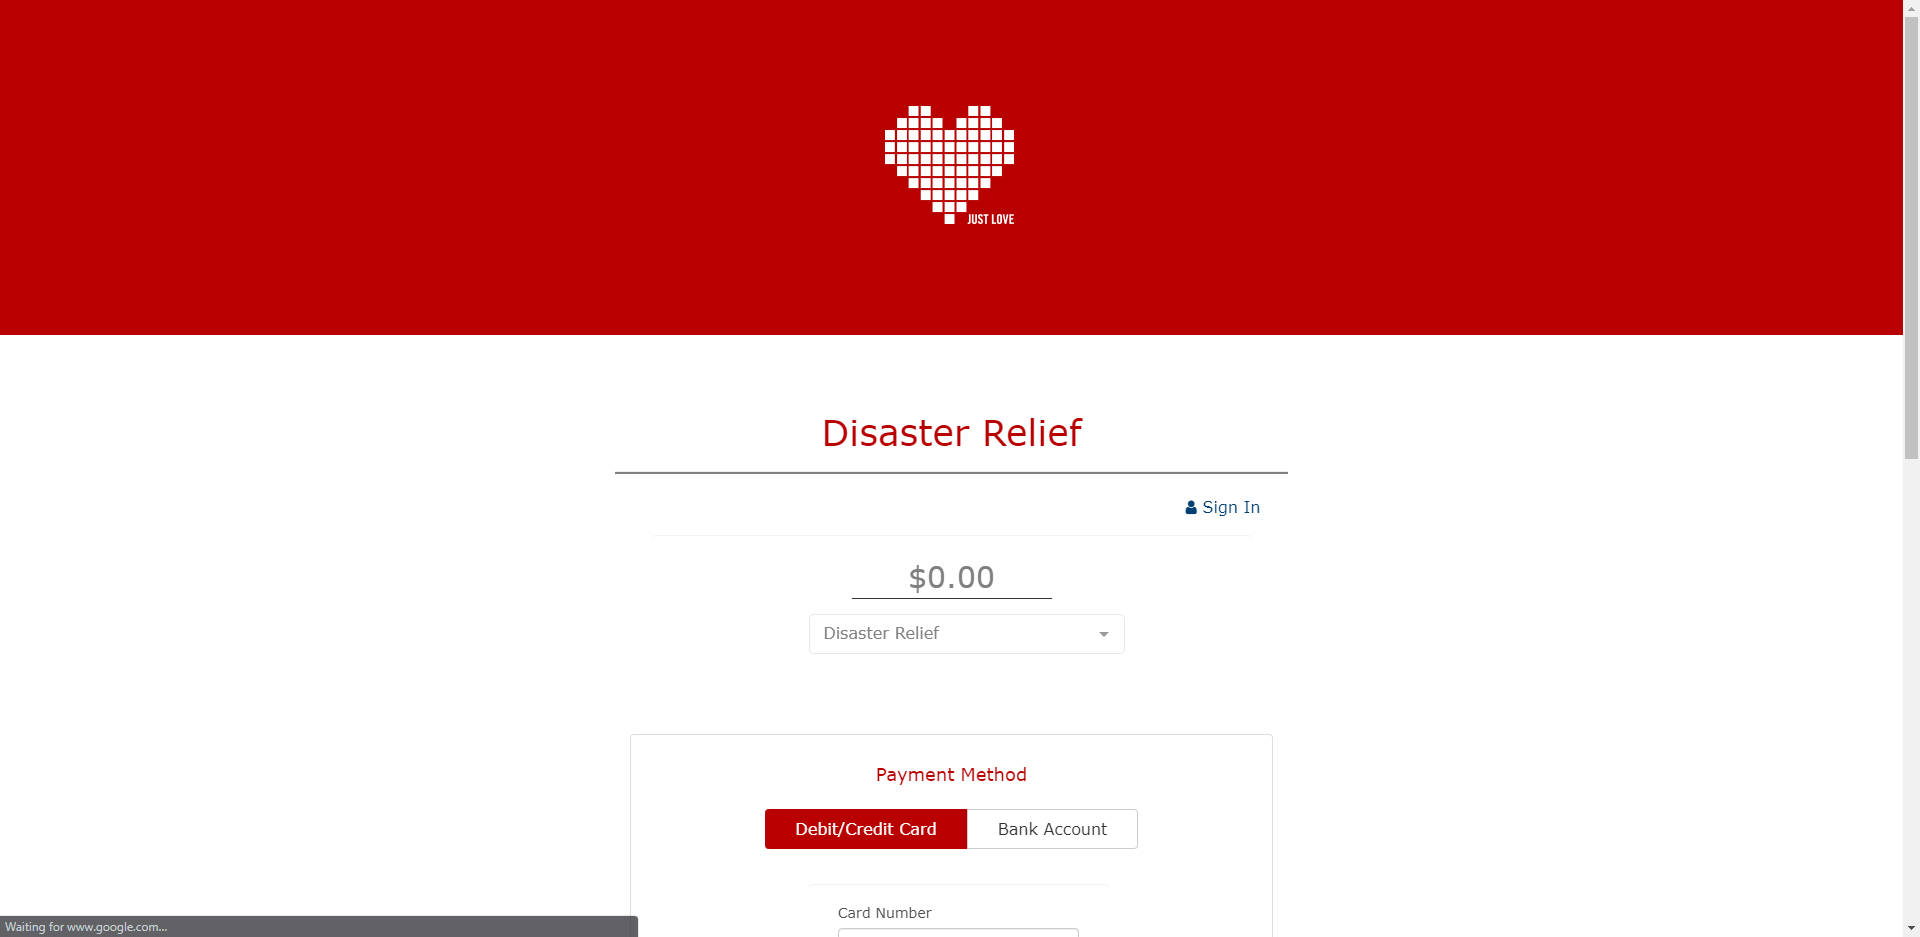 JUST LOVE
Disaster Relief
Sign In
$0.00
Disaster Relief
Payment Method
Debit/Credit Card
Bank Account
Card Number
Waiting for www.google.com...